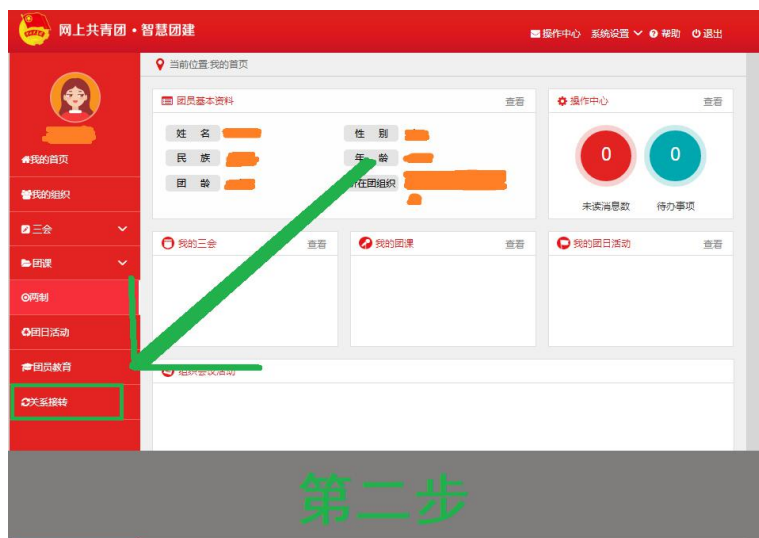 网上共青团·智慧团建
操作中心 系统设置 帮助 退出
当前位置:我的首页
团员基本资料 查看
操作中心 查看
姓 名
性 别
民 族
年 龄
团 龄
所在团组织
0
0
未读消息数 待办事项
我的首页
我的组织
三会
团课
两制
团日活动
团员教育
关系接转
我的三会 查看
我的团课 查看
我的团日活动 查看
组织会议活动
第二步